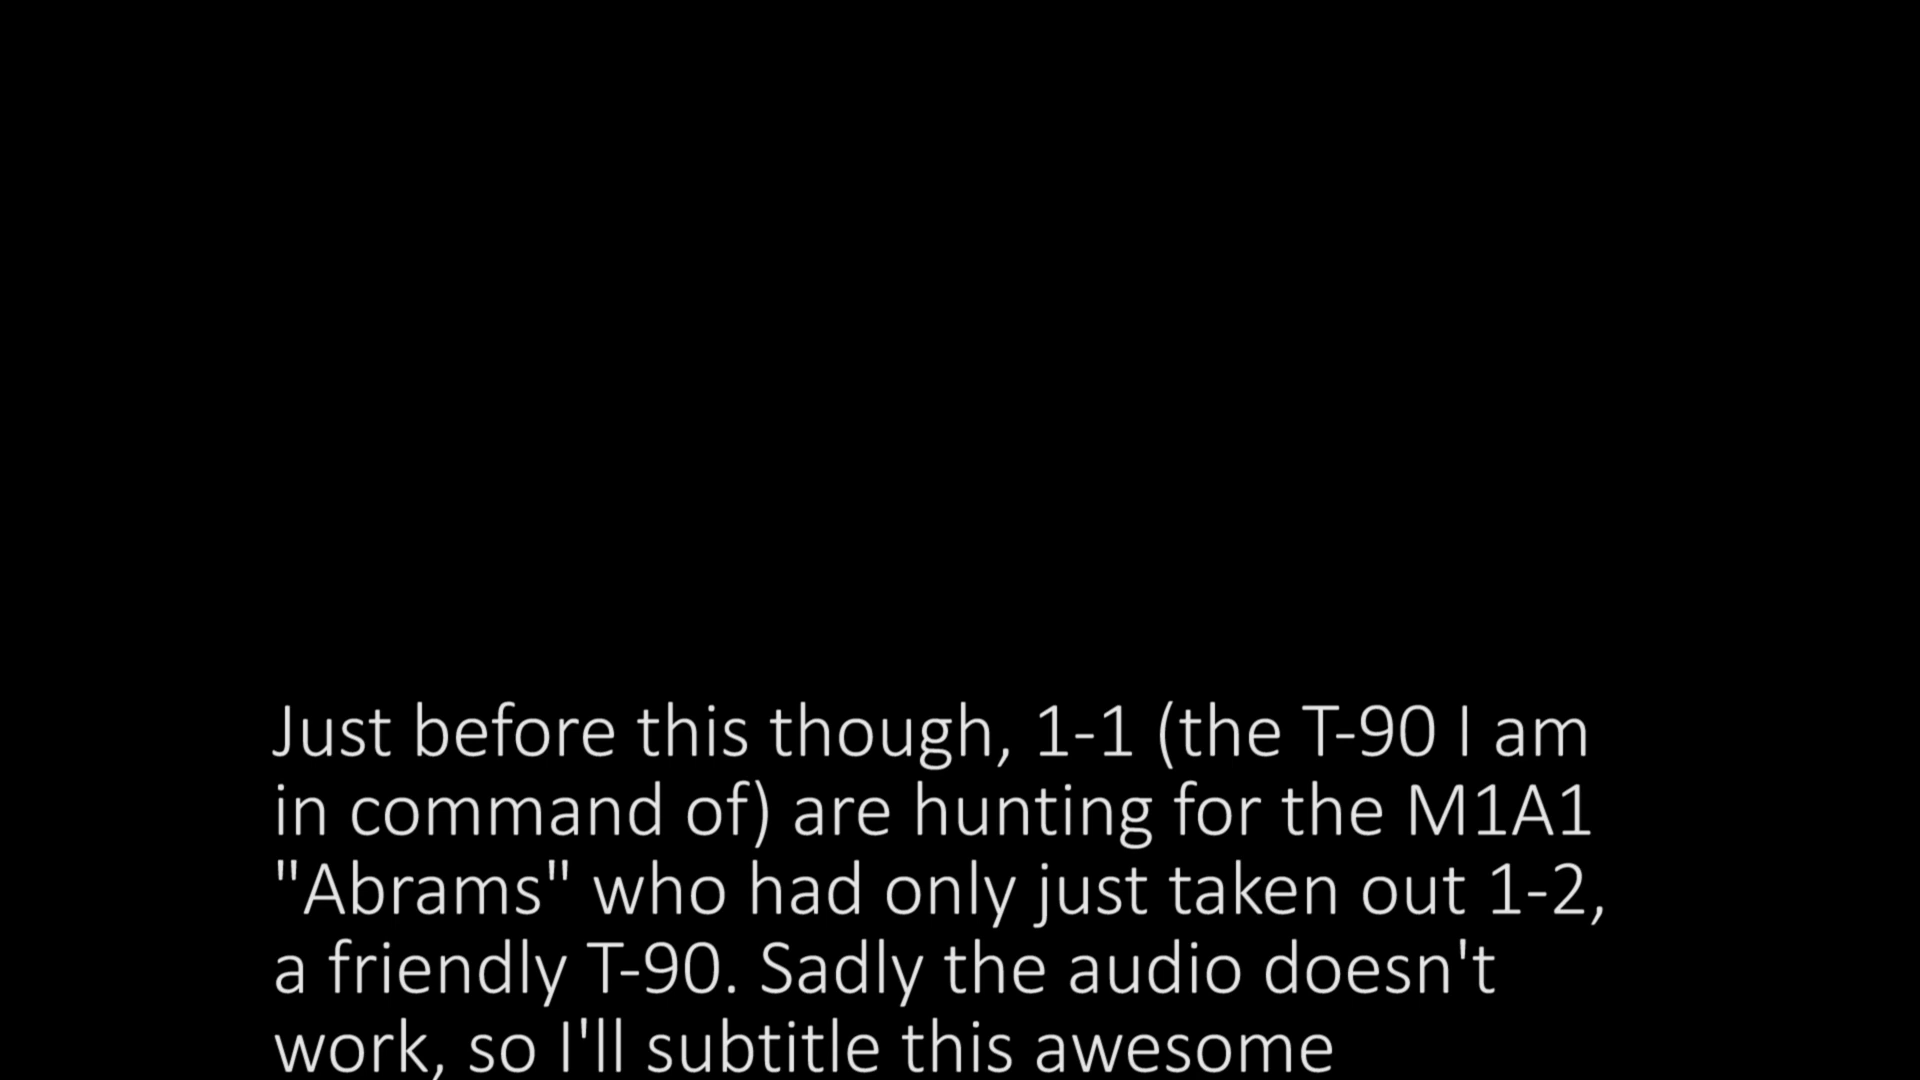 Just before this though, 1-1 (the T-90 I am
in command of) are hunting for the M1A1
"Abrams" who had only just taken out 1-2,
a friendly T-90. Sadly the audio doesn't
work, so I'll subtitle this awesome